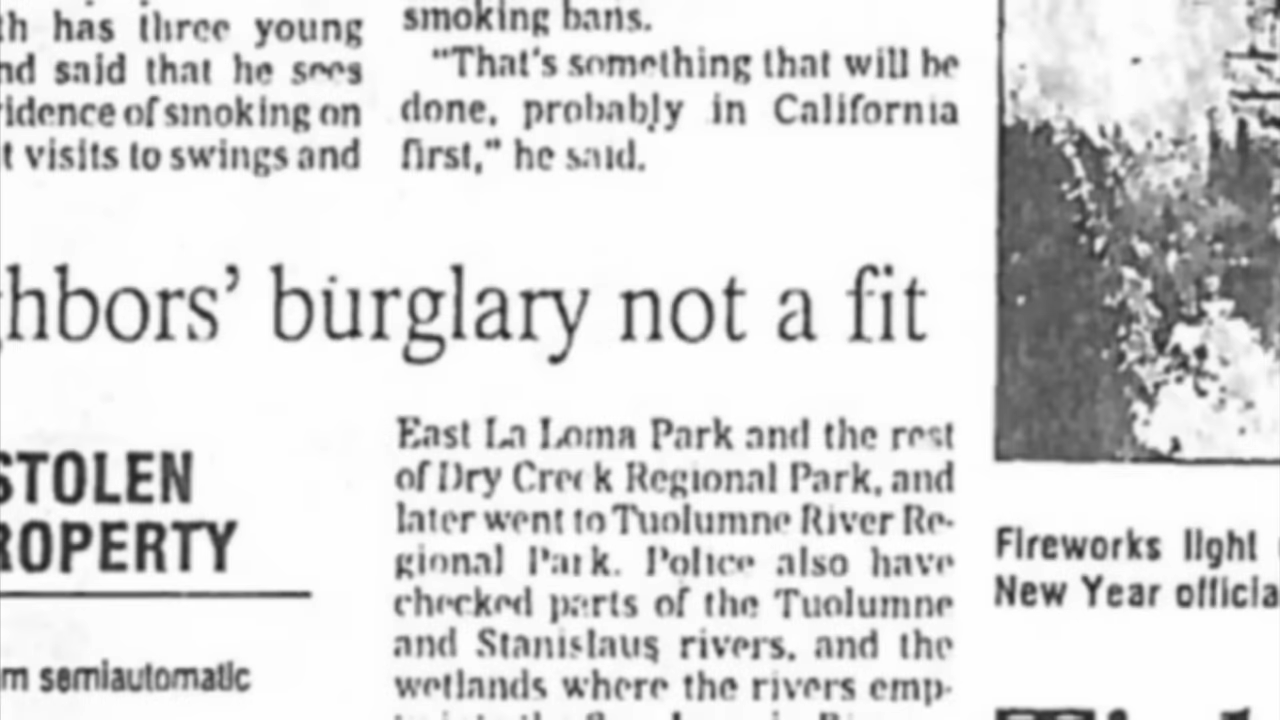 th has three young
nd said that he sees
idence of smoking on
t visits to swings and
smoking bans.
"That's something that will be
done, probably in California
first," he said.
ghbors' burglary not a fit
STOLEN
ROPERTY
m semiautomatic
East La Loma Park and the rest
of Dry Creek Regional Park, and
later went to Tuolumne River Re-
gional Park. Police also have
checked parts of the Tuolumne
and Stanislaus rivers, and the
wetlands where the rivers emp-
Fireworks light
New Year officia